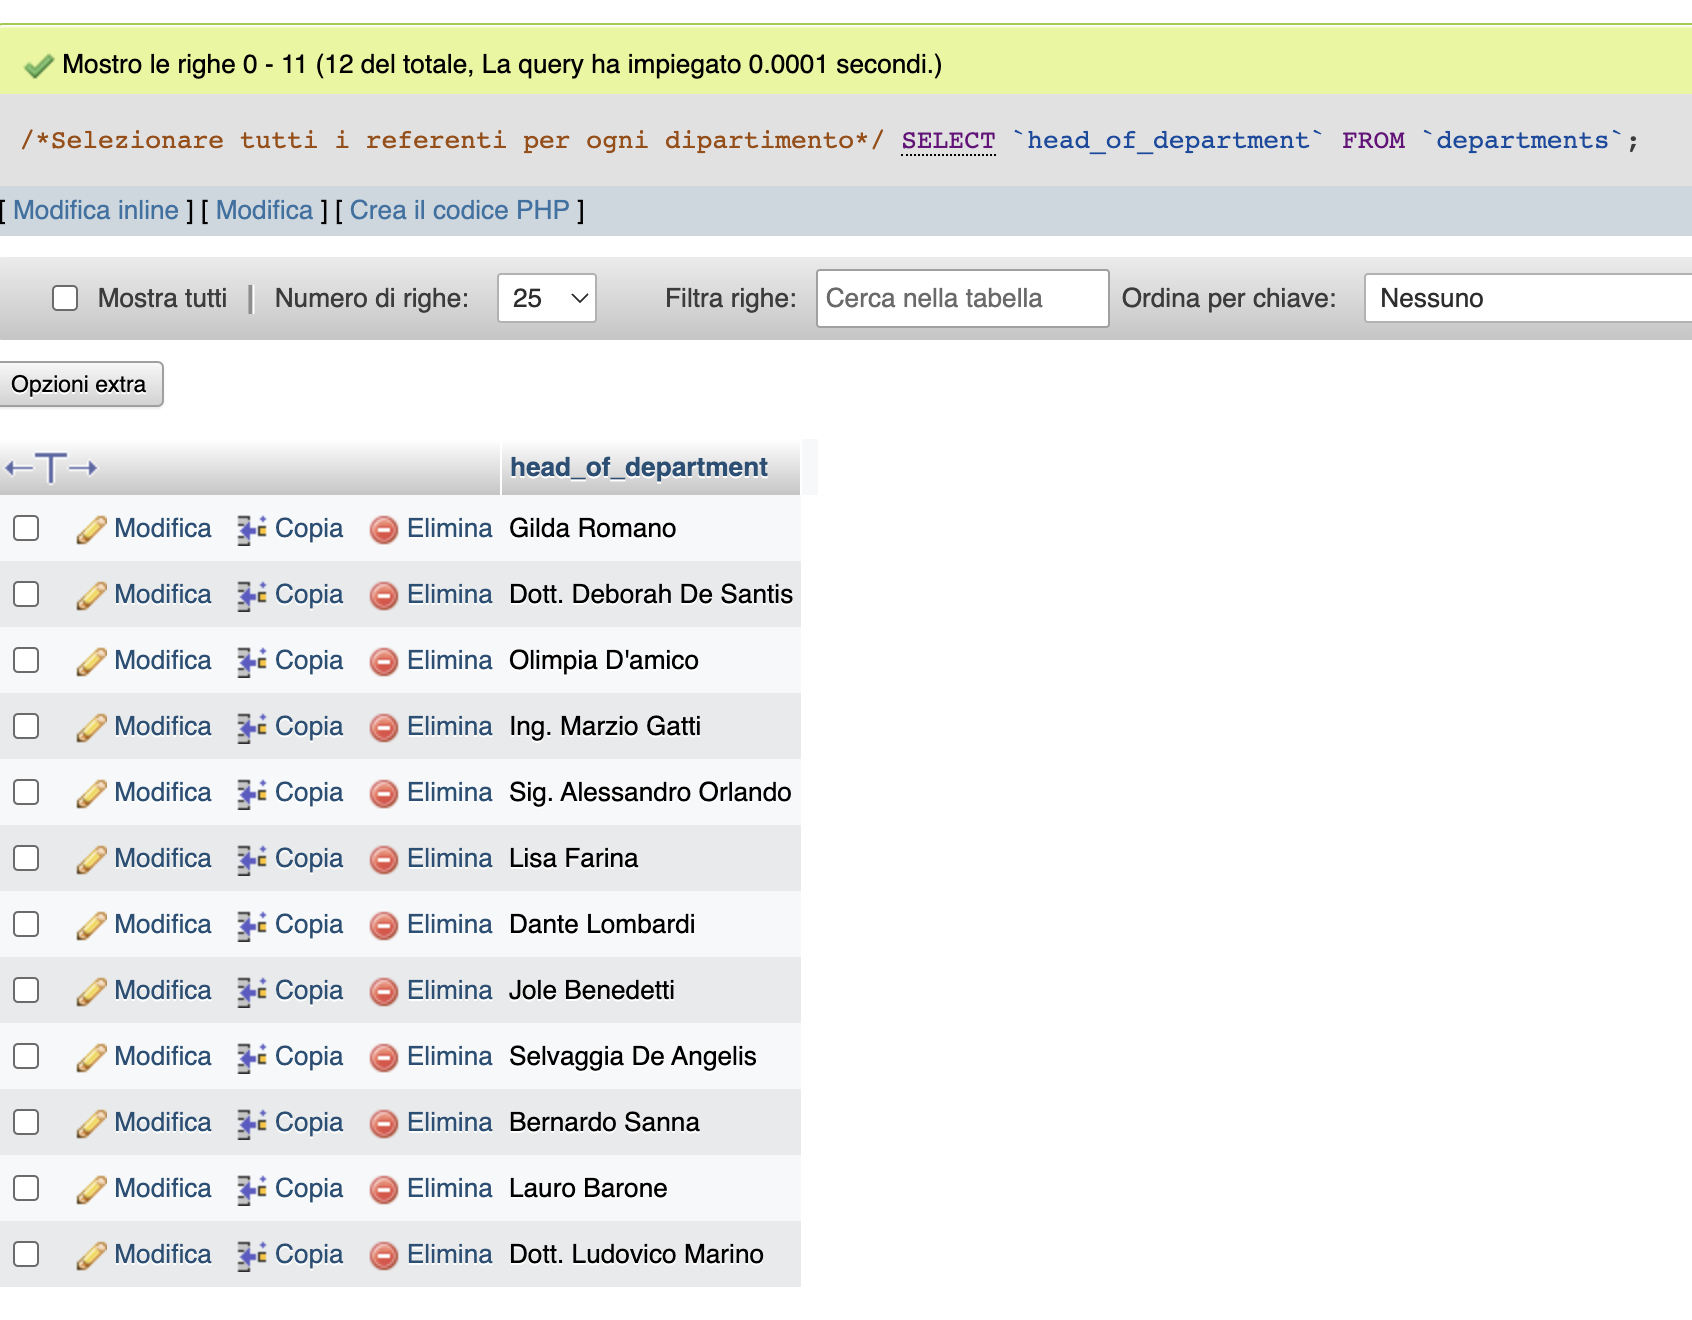 Mostro le righe 0 - 11 (12 del totale, La query ha impiegato 0.0001 secondi.)
/*Selezionare tutti i referenti per ogni dipartimento*/ SELECT `head_of_department` FROM `departments`;
[ Modifica inline ] [ Modifica ] [ Crea il codice PHP ]
Mostra tutti | Numero di righe: 25 Filtra righe: Cerca nella tabella Ordina per chiave: Nessuno
Opzioni extra
←T→ head_of_department
Modifica Copia Elimina Gilda Romano
Modifica Copia Elimina Dott. Deborah De Santis
Modifica Copia Elimina Olimpia D'amico
Modifica Copia Elimina Ing. Marzio Gatti
Modifica Copia Elimina Sig. Alessandro Orlando
Modifica Copia Elimina Lisa Farina
Modifica Copia Elimina Dante Lombardi
Modifica Copia Elimina Jole Benedetti
Modifica Copia Elimina Selvaggia De Angelis
Modifica Copia Elimina Bernardo Sanna
Modifica Copia Elimina Lauro Barone
Modifica Copia Elimina Dott. Ludovico Marino